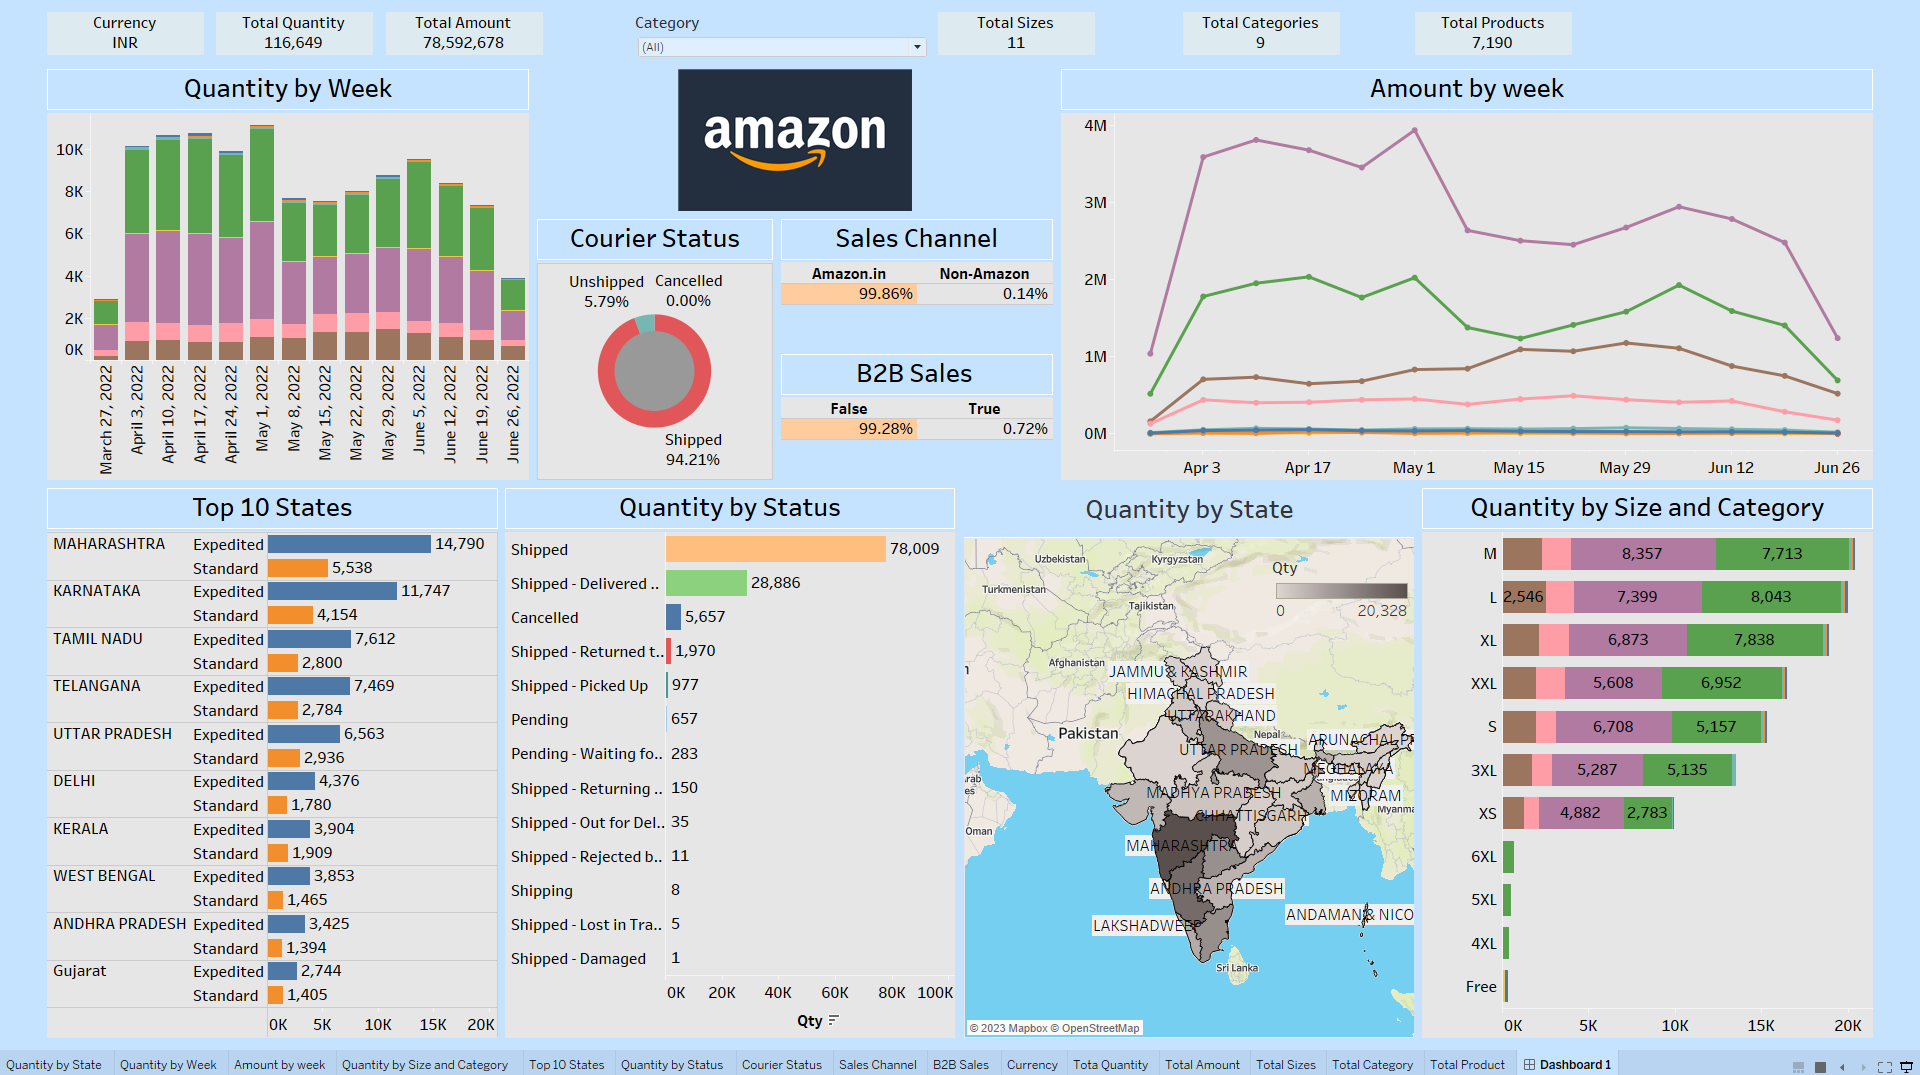 Currency
INR
Total Quantity
116,649
Total Amount
78,592,678
Category
(All)
Total Sizes
11
Total Categories
9
Total Products
7,190
Quantity by Week
10K
8K
6K
4K
2K
0K
March 27, 2022
April 3, 2022
April 10, 2022
April 17, 2022
April 24, 2022
May 1, 2022
May 8, 2022
May 15, 2022
May 22, 2022
May 29, 2022
June 5, 2022
June 12, 2022
June 19, 2022
June 26, 2022
amazon
Courier Status
Unshipped
5.79%
Cancelled
0.00%
Shipped
94.21%
Sales Channel
Amazon.in Non-Amazon
99.86% 0.14%
B2B Sales
False True
99.28% 0.72%
Amount by week
4M
3M
2M
1M
0M
Apr 3 Apr 17 May 1 May 15 May 29 Jun 12 Jun 26
Top 10 States
MAHARASHTRA Expedited 14,790
Standard 5,538
KARNATAKA Expedited 11,747
Standard 4,154
TAMIL NADU Expedited 7,612
Standard 2,800
TELANGANA Expedited 7,469
Standard 2,784
UTTAR PRADESH Expedited 6,563
Standard 2,936
DELHI Expedited 4,376
Standard 1,780
KERALA Expedited 3,904
Standard 1,909
WEST BENGAL Expedited 3,853
Standard 1,465
ANDHRA PRADESH Expedited 3,425
Standard 1,394
Gujarat Expedited 2,744
Standard 1,405
0K 5K 10K 15K 20K
Quantity by Status
Shipped 78,009
Shipped - Delivered .. 28,886
Cancelled 5,657
Shipped - Returned t.. 1,970
Shipped - Picked Up 977
Pending 657
Pending - Waiting fo.. 283
Shipped - Returning .. 150
Shipped - Out for Del.. 35
Shipped - Rejected b.. 11
Shipping 8
Shipped - Lost in Tra.. 5
Shipped - Damaged 1
0K 20K 40K 60K 80K 100K
Qty
Quantity by State
Uzbekistan
Kyrgyzstan
Turkmenistan
Tajikistan
Qty
0 20,328
Afghanistan
JAMMU & KASHMIR
HIMACHAL PRADESH
UTTARAKHAND
Pakistan
Nepal
ARUNACHAL P
UTTAR PRADESH
MEGHALAYA
MADHYA PRADESH
MIZORAM
Myanma
CHHATTISGARH
Oman
MAHARASHTRA
ANDHRA PRADESH
ANDAMAN & NICO
LAKSHADWEEP
Sri Lanka
© 2023 Mapbox © OpenStreetMap
Quantity by Size and Category
M 8,357 7,713
L 2,546 7,399 8,043
XL 6,873 7,838
XXL 5,608 6,952
S 6,708 5,157
3XL 5,287 5,135
XS 4,882 2,783
6XL
5XL
4XL
Free
0K 5K 10K 15K 20K
Quantity by State Quantity by Week Amount by week Quantity by Size and Category Top 10 States Quantity by Status Courier Status Sales Channel B2B Sales Currency Tota Quantity Total Amount Total Sizes Total Category Total Product Dashboard 1